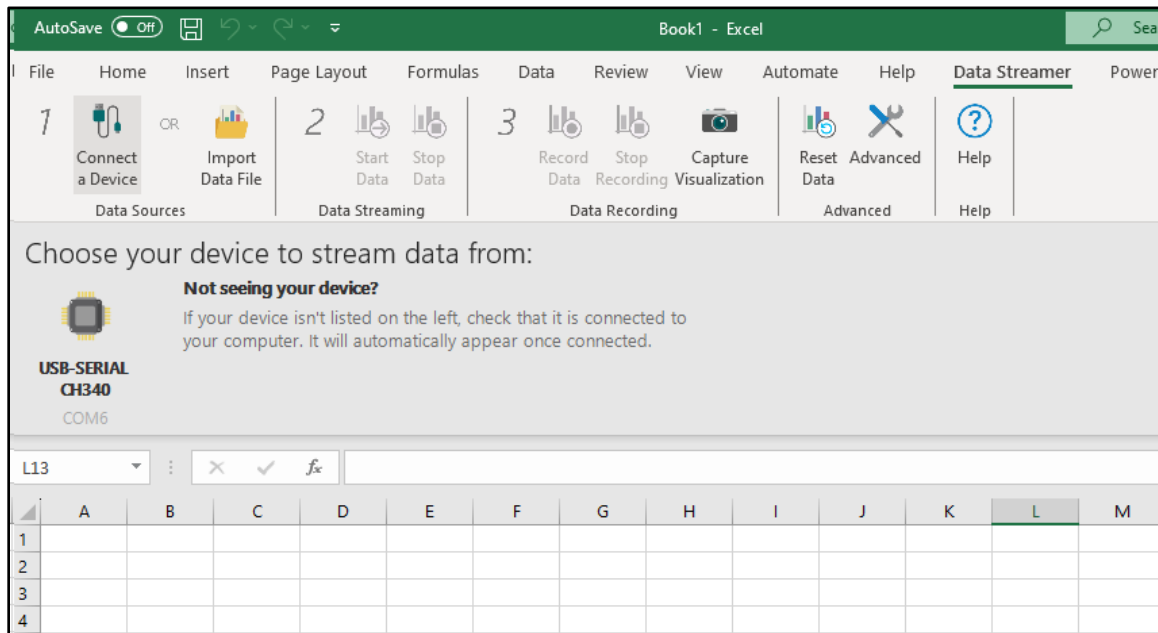 AutoSave Off Book1 - Excel Sea
File Home Insert Page Layout Formulas Data Review View Automate Help Data Streamer Power
1 Connect a Device OR Import Data File 2 Start Data Stop Data 3 Record Data Stop Recording Capture Visualization Reset Data Advanced Help
Data Sources Data Streaming Data Recording Advanced Help
Choose your device to stream data from:
Not seeing your device?
If your device isn't listed on the left, check that it is connected to
your computer. It will automatically appear once connected.
USB-SERIAL
CH340
COM6
L13 fx
A B C D E F G H I J K L M
1
2
3
4